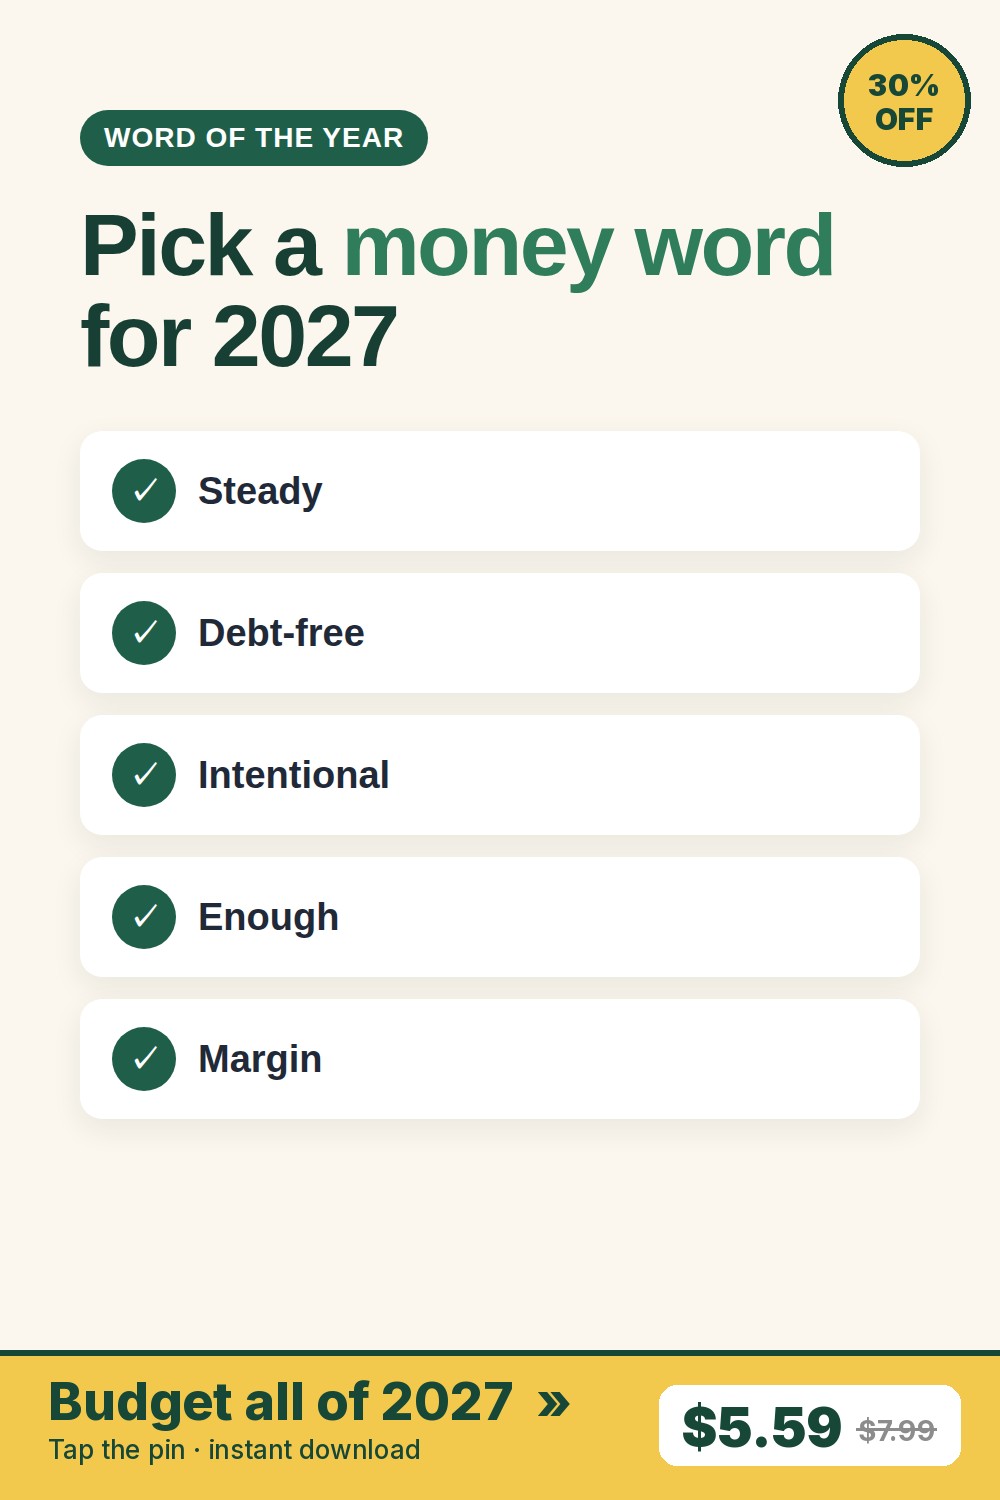 30%
OFF
WORD OF THE YEAR
Pick a money word
for 2027
✓ Steady
✓ Debt-free
✓ Intentional
✓ Enough
✓ Margin
Budget all of 2027 »
Tap the pin · instant download
$5.59 $7.99